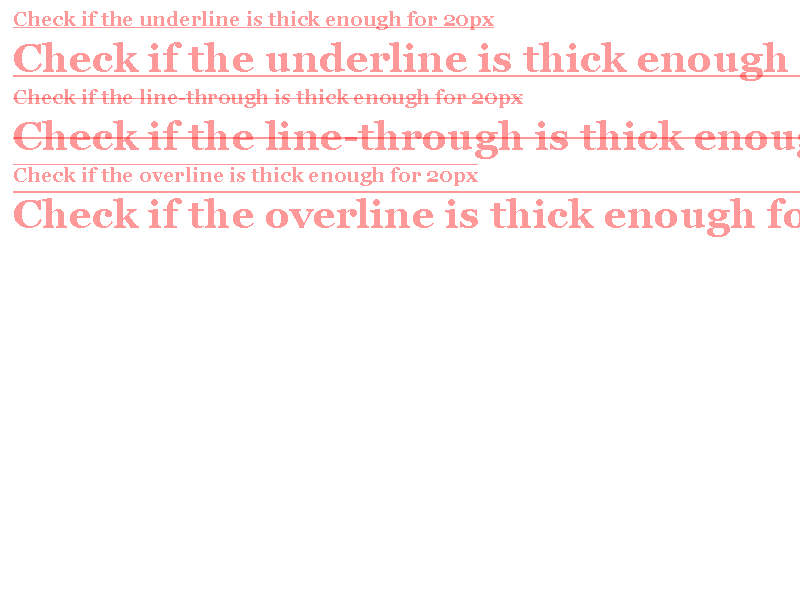 Check if the underline is thick enough for 20px
Check if the underline is thick enough
Check if the line-through is thick enough for 20px
Check if the line-through is thick enoug
Check if the overline is thick enough for 20px
Check if the overline is thick enough fo